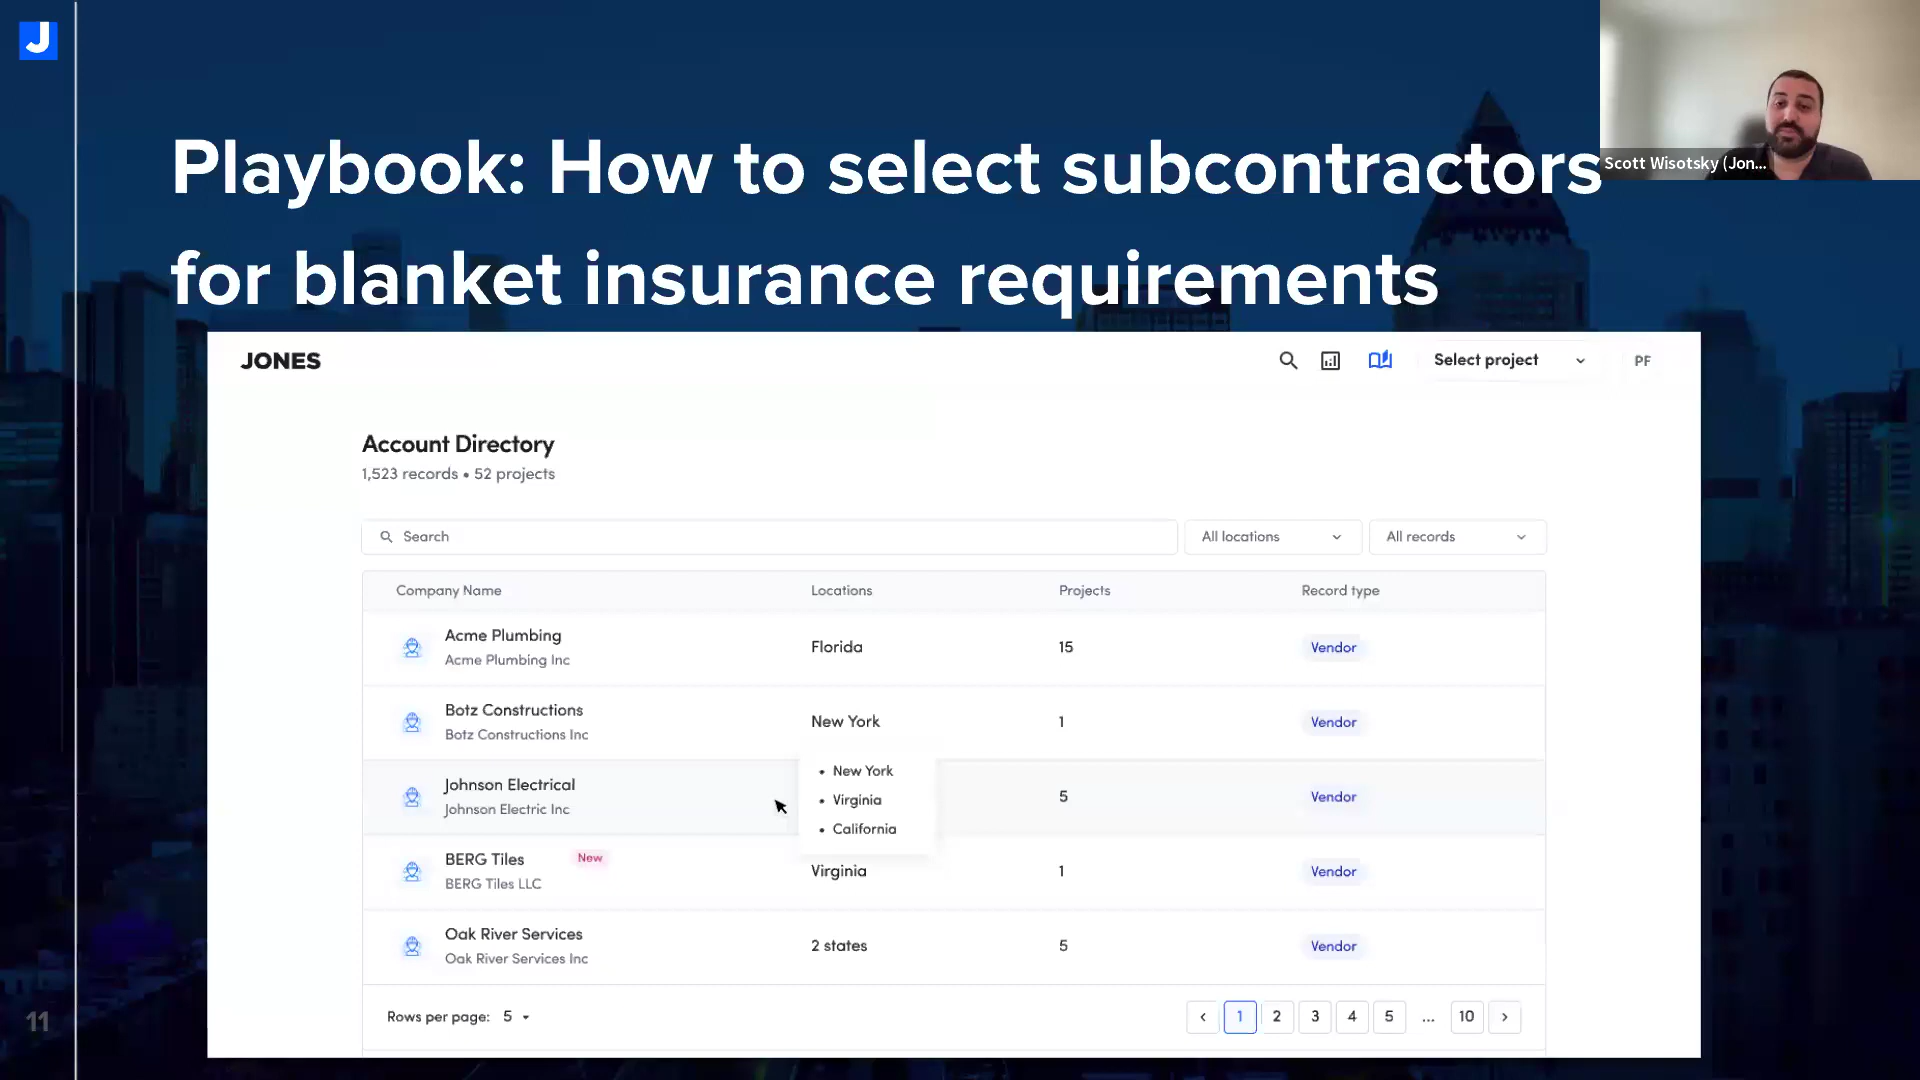 J
Playbook: How to select subcontractors
for blanket insurance requirements
Scott Wisotsky (Jon...
JONES
Select project
PF
Account Directory
1,523 records • 52 projects
Search
All locations
All records
Company Name Locations Projects Record type
Acme Plumbing
Acme Plumbing Inc
Florida
15
Vendor
Botz Constructions
Botz Constructions Inc
New York
1
Vendor
Johnson Electrical
Johnson Electric Inc
• New York
• Virginia
• California
5
Vendor
BERG Tiles New
BERG Tiles LLC
Virginia
1
Vendor
Oak River Services
Oak River Services Inc
2 states
5
Vendor
Rows per page: 5
1 2 3 4 5 ... 10
11